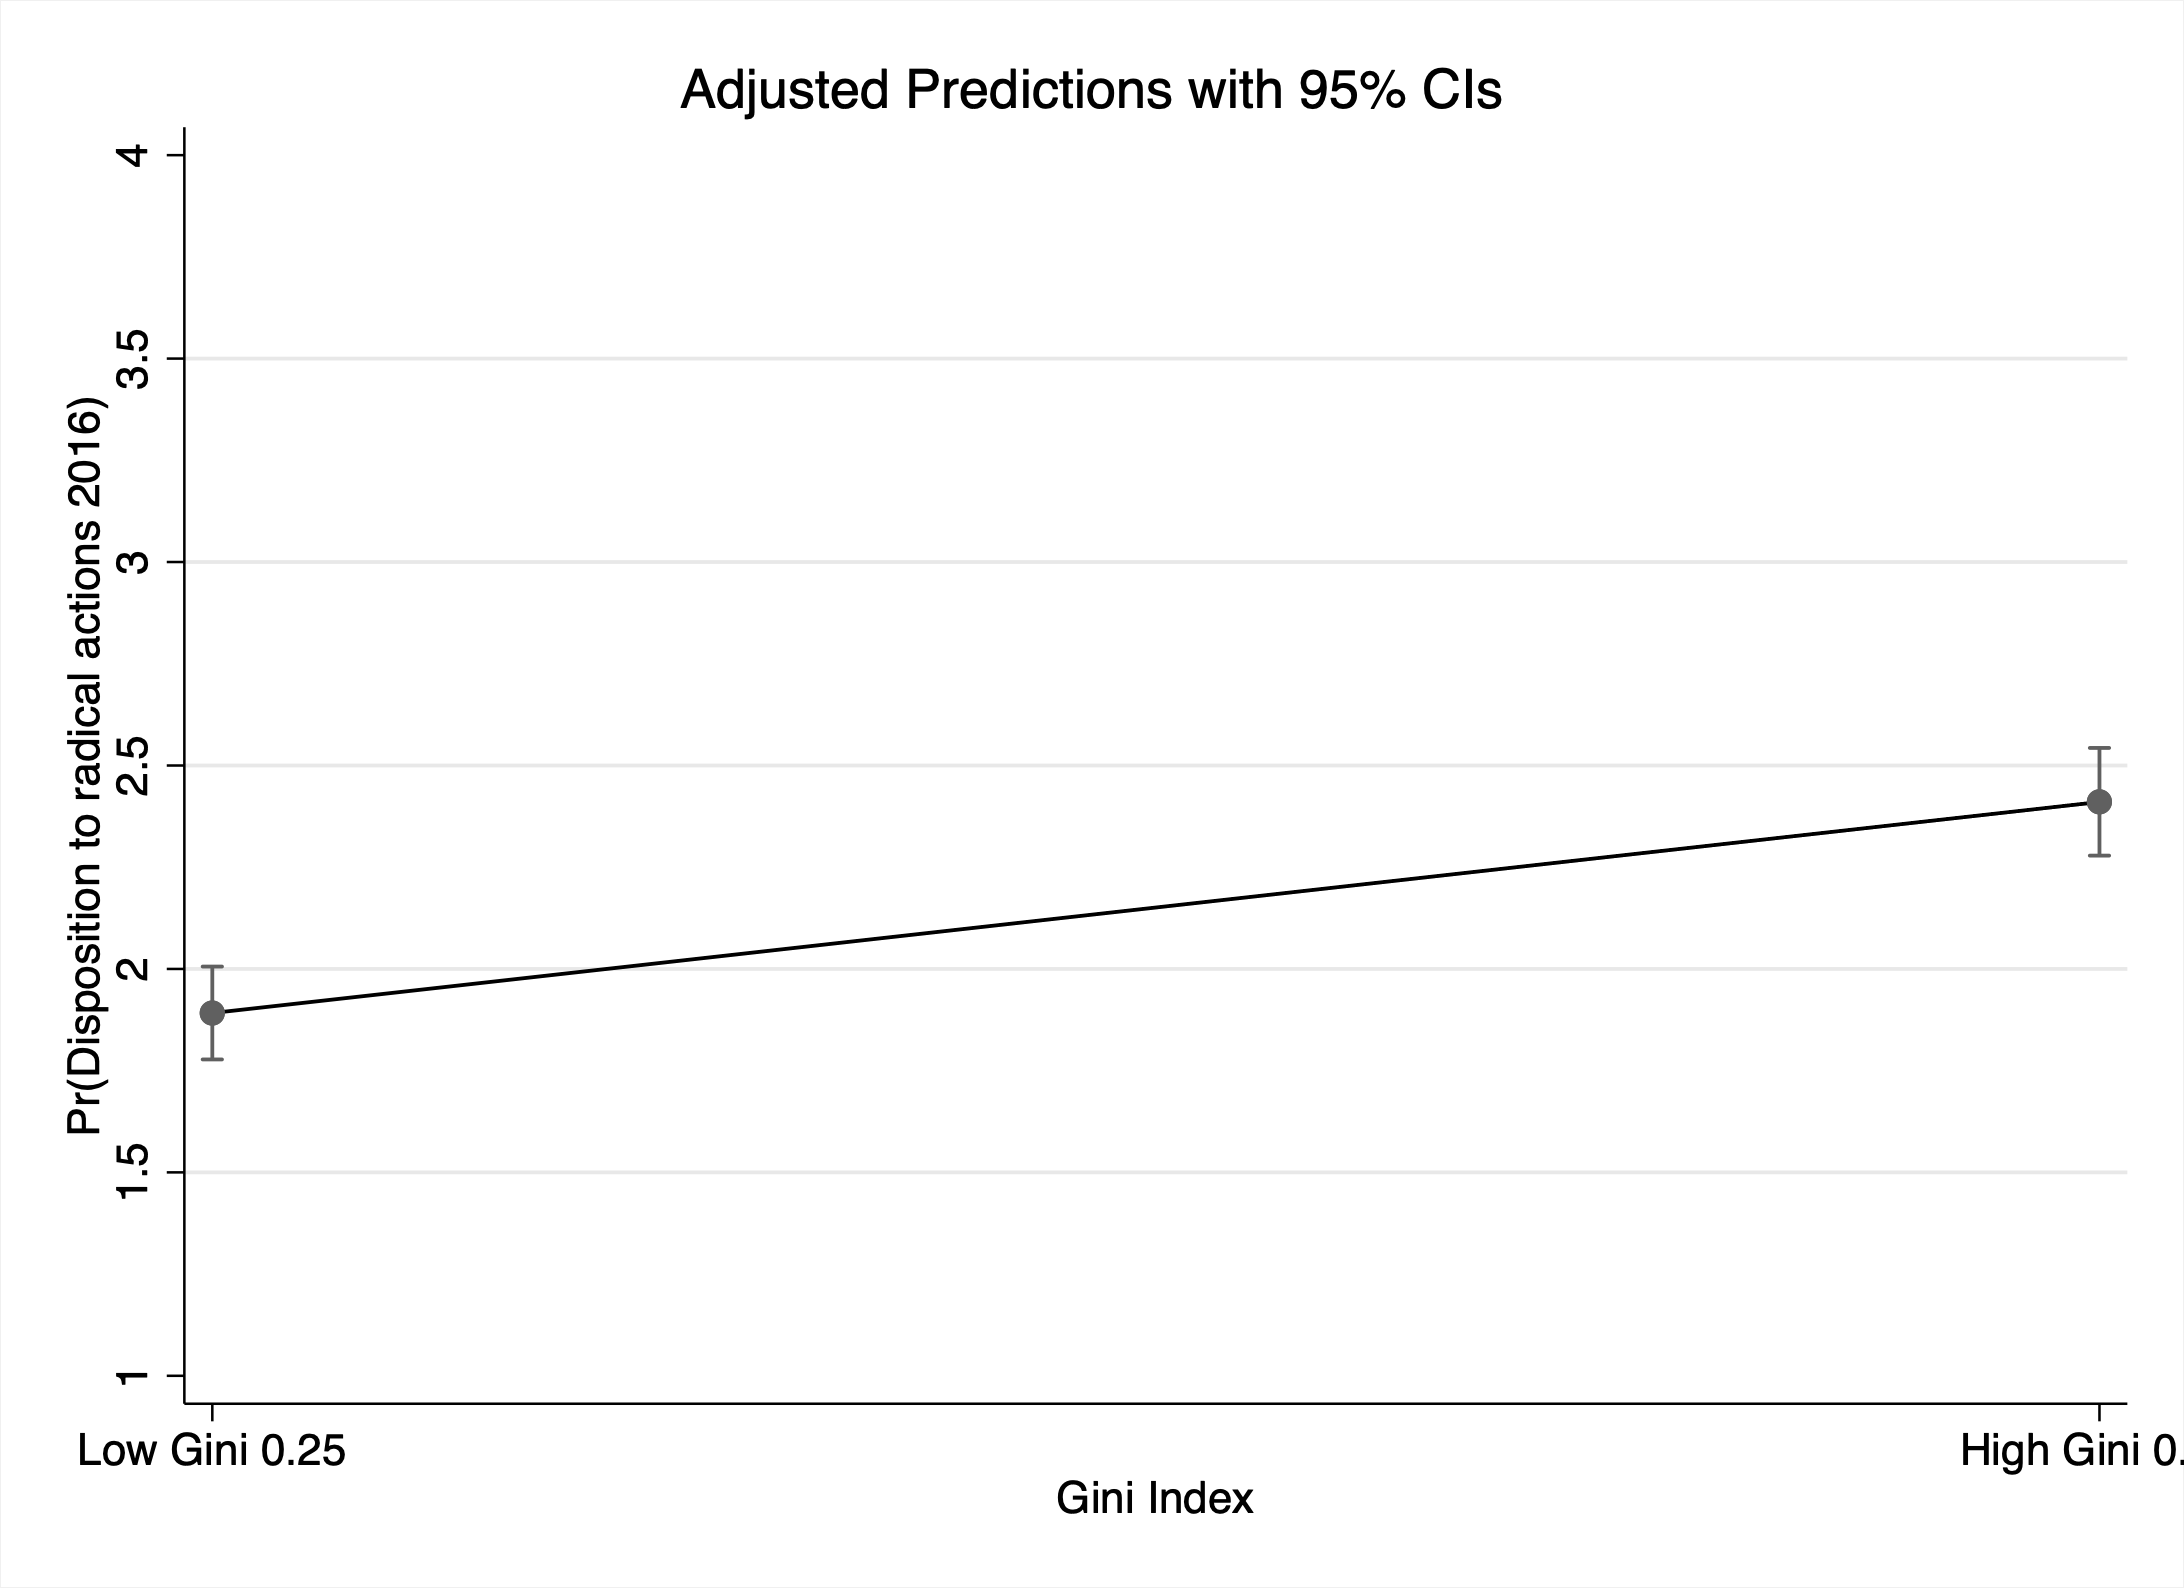 Adjusted Predictions with 95% CIs
Pr(Disposition to radical actions 2016)
4
3.5
3
2.5
2
1.5
1
Low Gini 0.25
High Gini 0.
Gini Index